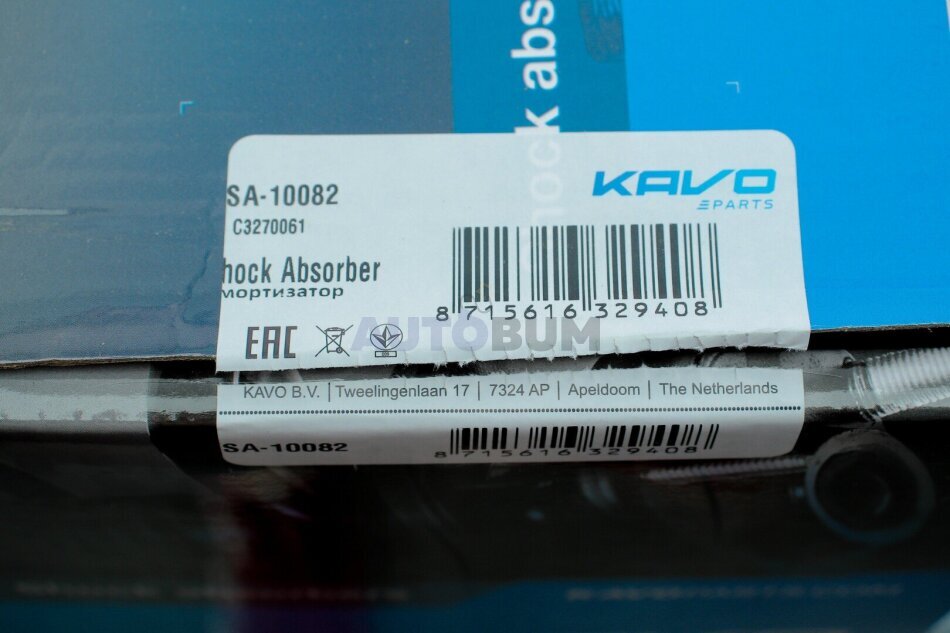 ock abs
SA-10082
C3270061
hock Absorber
мортизатор
KAVO
PARTS
8 715616 329408
EAC
AUTOBUM
KAVO B.V. | Tweelingenlaan 17 | 7324 AP | Apeldoom | The Netherlands
SA-10082
8 715616 329408